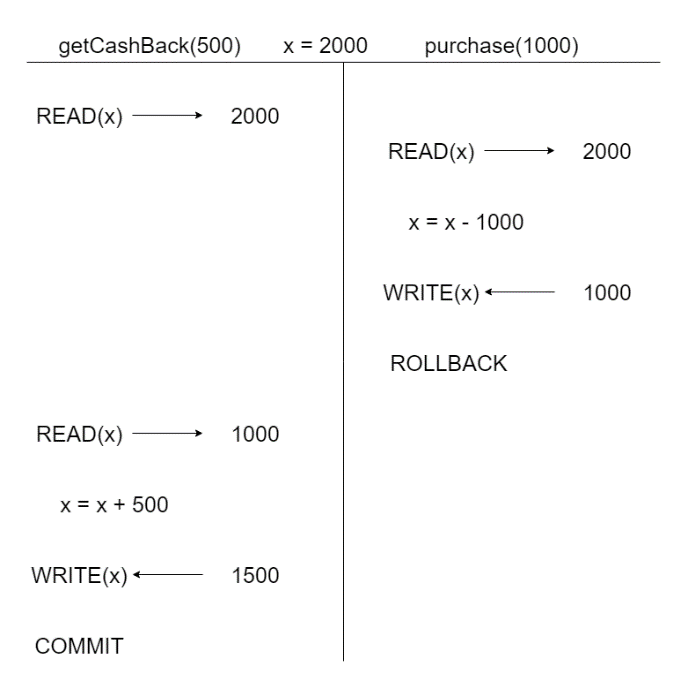 getCashBack(500) x = 2000 purchase(1000)
READ(x) 2000
READ(x) 2000
x = x - 1000
WRITE(x) 1000
ROLLBACK
READ(x) 1000
x = x + 500
WRITE(x) 1500
COMMIT